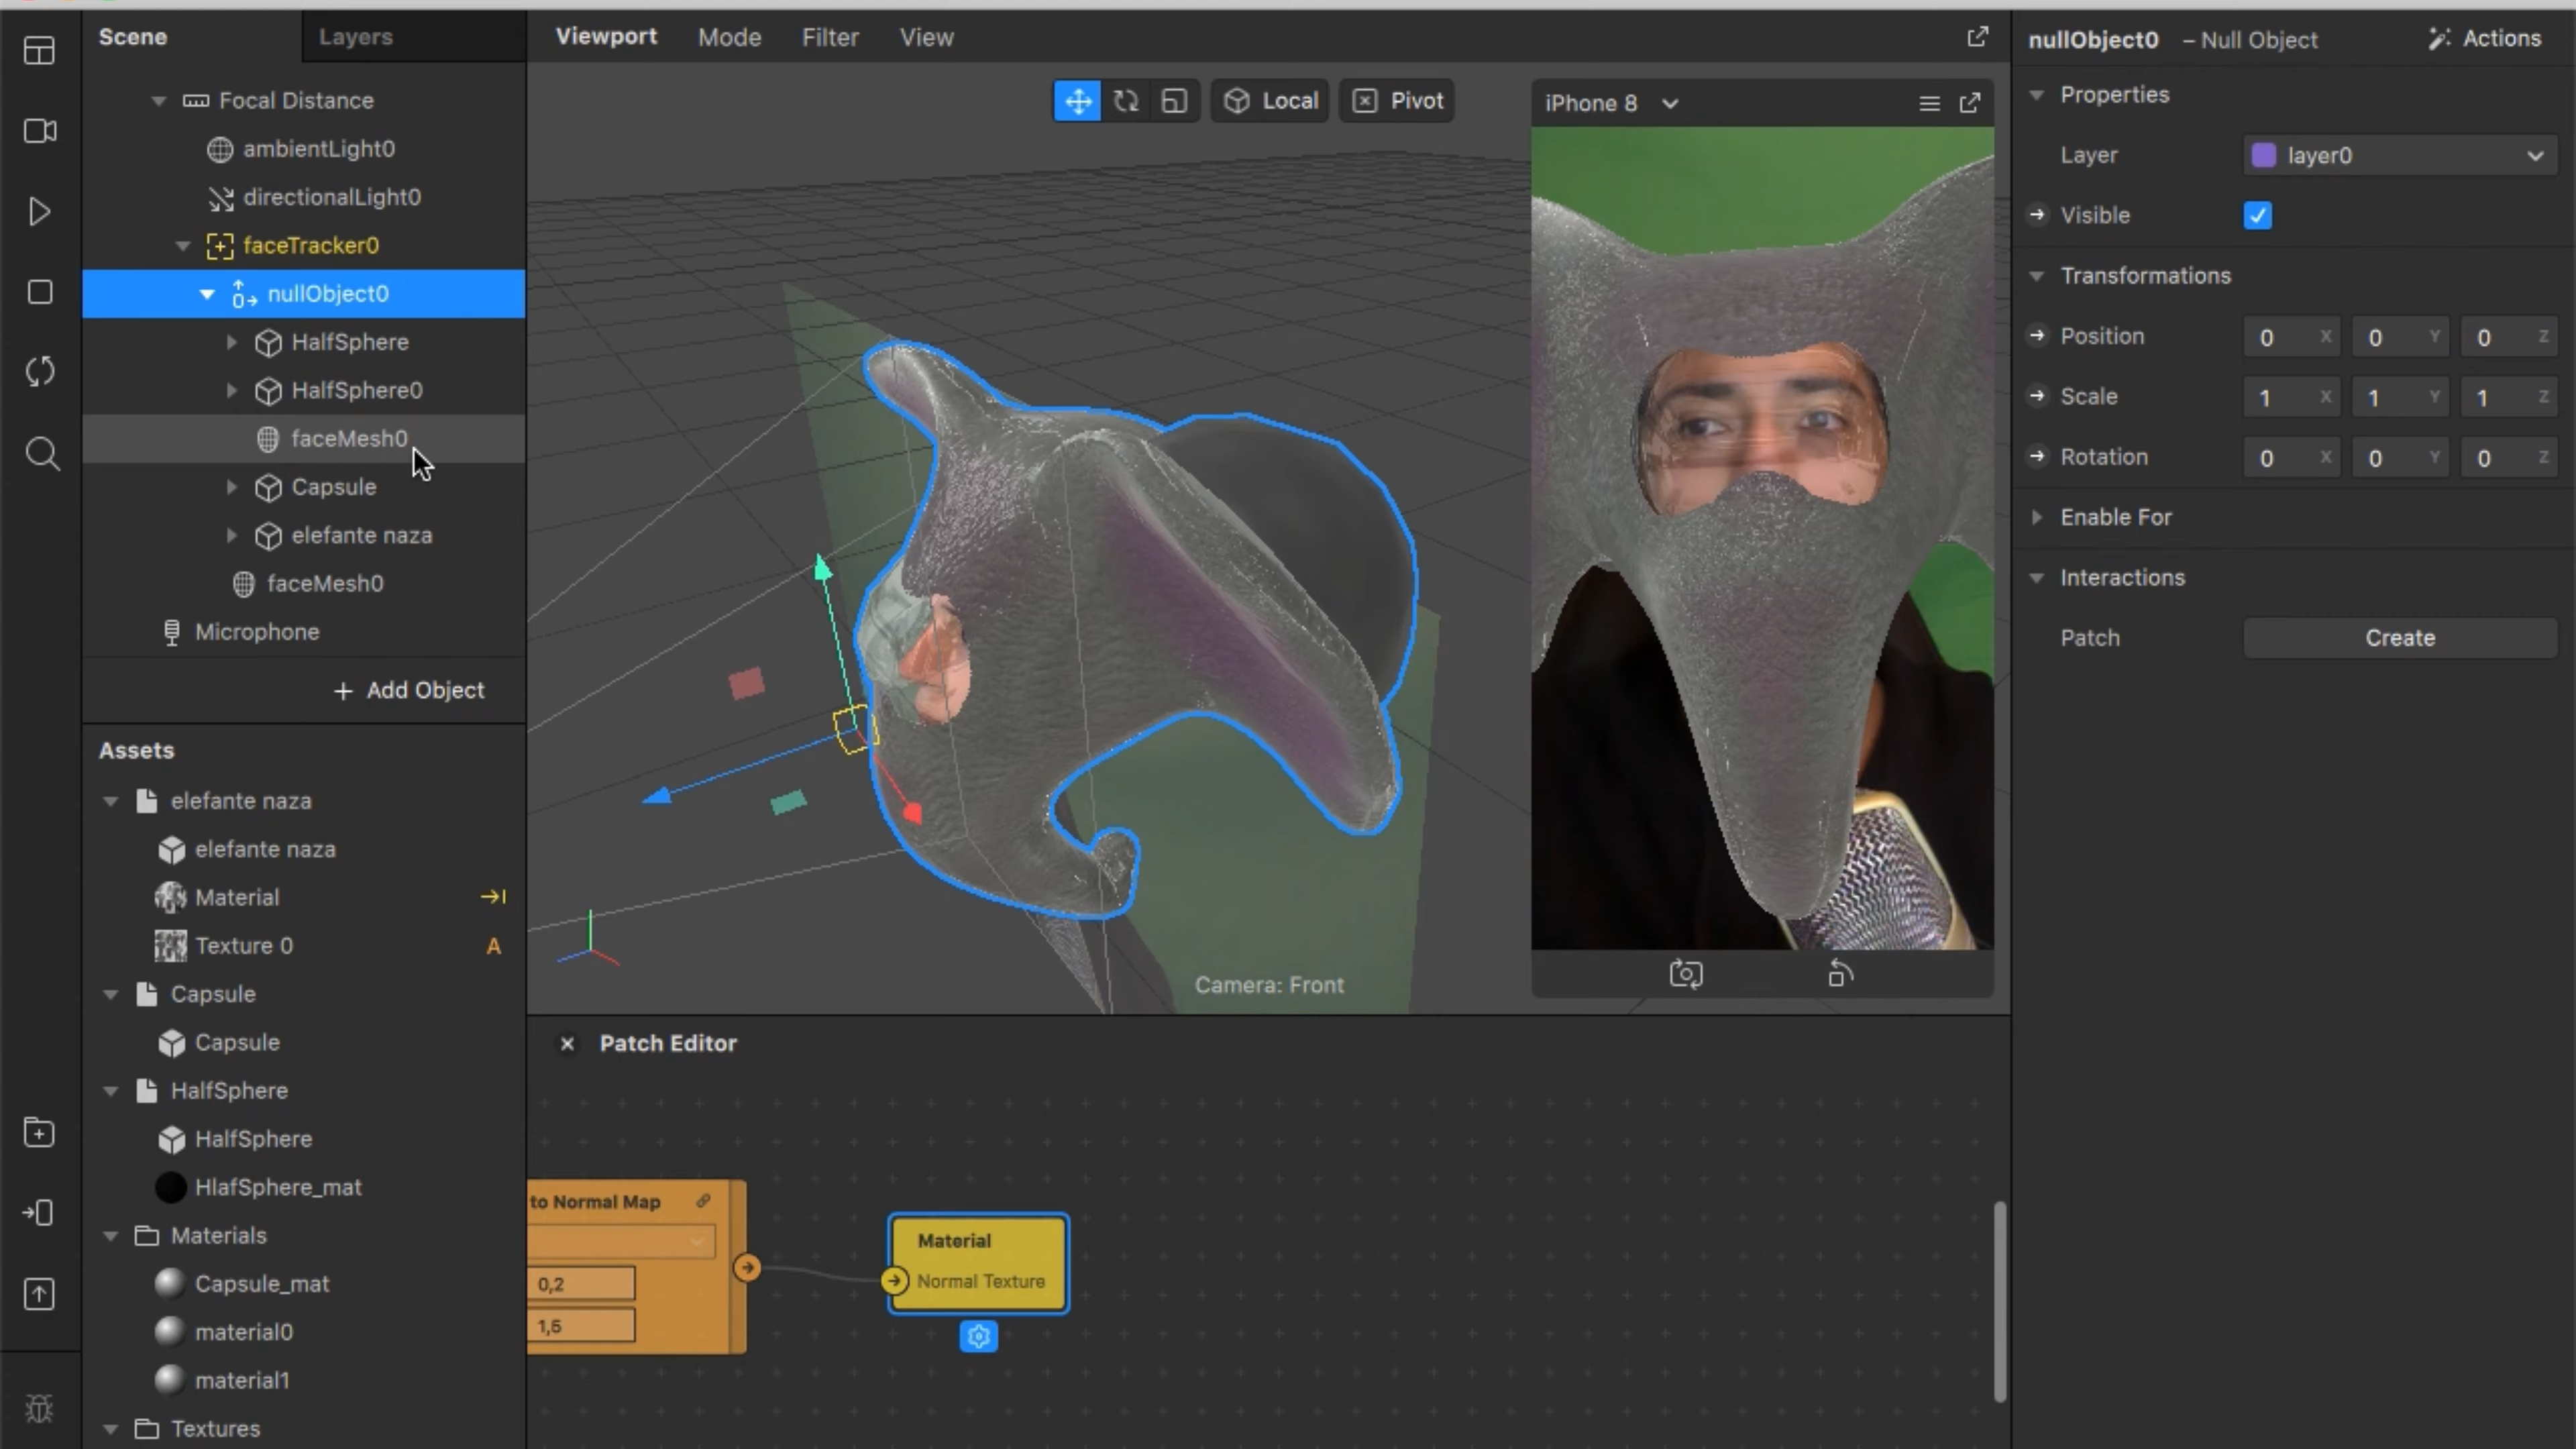 Scene
Layers
Focal Distance
ambientLight0
directionalLight0
faceTracker0
nullObject0
HalfSphere
HalfSphere0
faceMesh0
Capsule
elefante naza
faceMesh0
Microphone
+ Add Object
Assets
elefante naza
elefante naza
Material
Texture 0 A
Capsule
Capsule
HalfSphere
HalfSphere
HlafSphere_mat
Materials
Capsule_mat
material0
material1
Textures
Viewport Mode Filter View
Local Pivot
iPhone 8
Camera: Front
Patch Editor
to Normal Map
0,2
1,5
Material
Normal Texture
nullObject0 – Null Object Actions
Properties
Layer layer0
Visible
Transformations
Position 0 X 0 Y 0 Z
Scale 1 X 1 Y 1 Z
Rotation 0 X 0 Y 0 Z
Enable For
Interactions
Patch Create